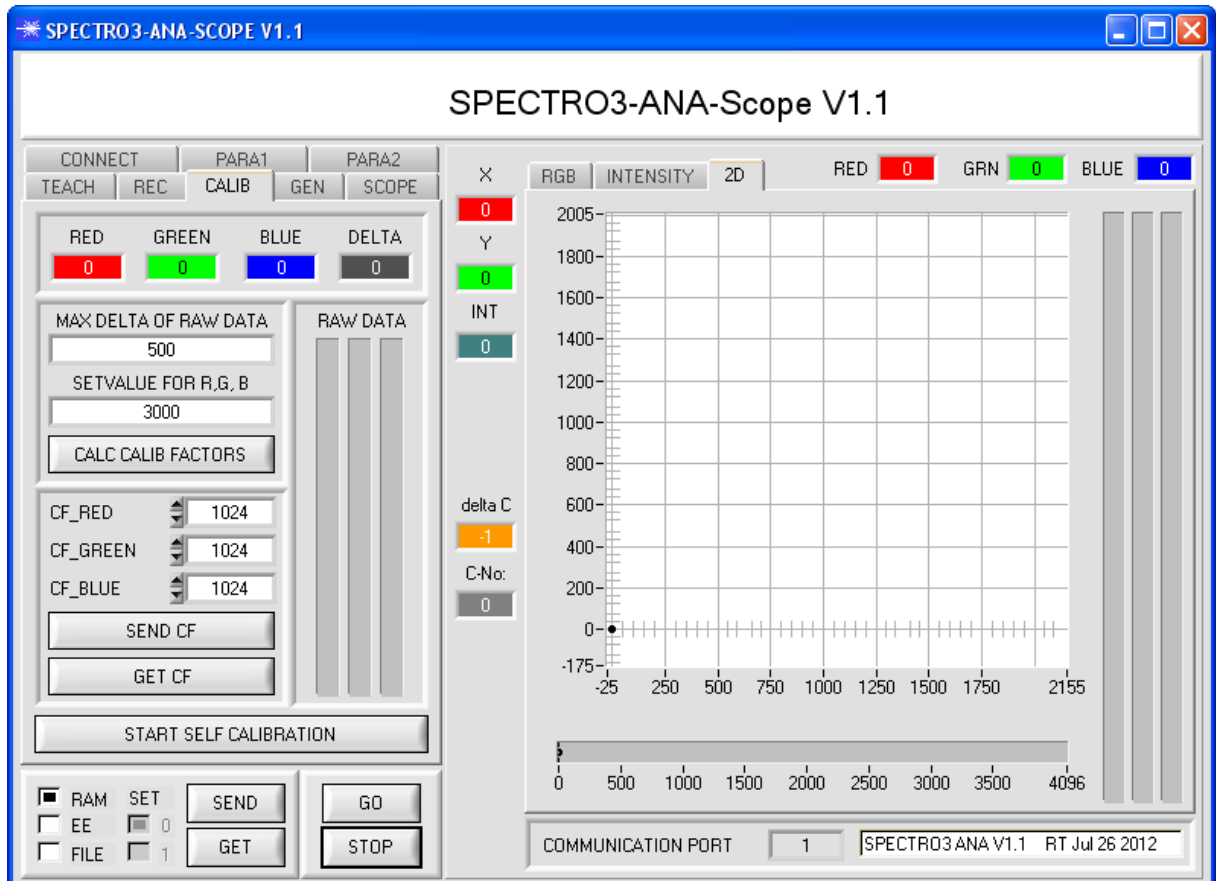 SPECTRO3-ANA-SCOPE V1.1
SPECTRO3-ANA-Scope V1.1
CONNECT PARA1 PARA2
TEACH REC CALIB GEN SCOPE
RED GREEN BLUE DELTA
0 0 0 0
MAX DELTA OF RAW DATA
500
SETVALUE FOR R,G, B
3000
CALC CALIB FACTORS
RAW DATA
CF_RED 1024
CF_GREEN 1024
CF_BLUE 1024
SEND CF
GET CF
START SELF CALIBRATION
RAM SET
EE 0
FILE 1
SEND
GET
GO
STOP
X
0
Y
0
INT
0
delta C
-1
C-No:
0
RGB INTENSITY 2D
RED 0 GRN 0 BLUE 0
2005
1800
1600
1400
1200
1000
800
600
400
200
0
-175
-25 250 500 750 1000 1250 1500 1750 2155
0 500 1000 1500 2000 2500 3000 3500 4096
COMMUNICATION PORT 1 SPECTRO3 ANA V1.1 RT Jul 26 2012